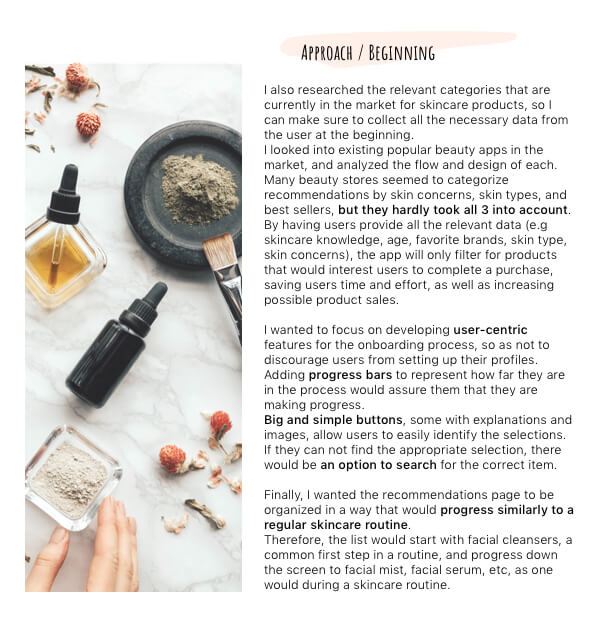 Approach / Beginning
I also researched the relevant categories that are
currently in the market for skincare products, so I
can make sure to collect all the necessary data from
the user at the beginning.
I looked into existing popular beauty apps in the
market, and analyzed the flow and design of each.
Many beauty stores seemed to categorize
recommendations by skin concerns, skin types, and
best sellers, but they hardly took all 3 into account.
By having users provide all the relevant data (e.g
skincare knowledge, age, favorite brands, skin type,
skin concerns), the app will only filter for products
that would interest users to complete a purchase,
saving users time and effort, as well as increasing
possible product sales.
I wanted to focus on developing user-centric
features for the onboarding process, so as not to
discourage users from setting up their profiles.
Adding progress bars to represent how far they are
in the process would assure them that they are
making progress.
Big and simple buttons, some with explanations and
images, allow users to easily identify the selections.
If they can not find the appropriate selection, there
would be an option to search for the correct item.
Finally, I wanted the recommendations page to be
organized in a way that would progress similarly to a
regular skincare routine.
Therefore, the list would start with facial cleansers, a
common first step in a routine, and progress down
the screen to facial mist, facial serum, etc, as one
would during a skincare routine.